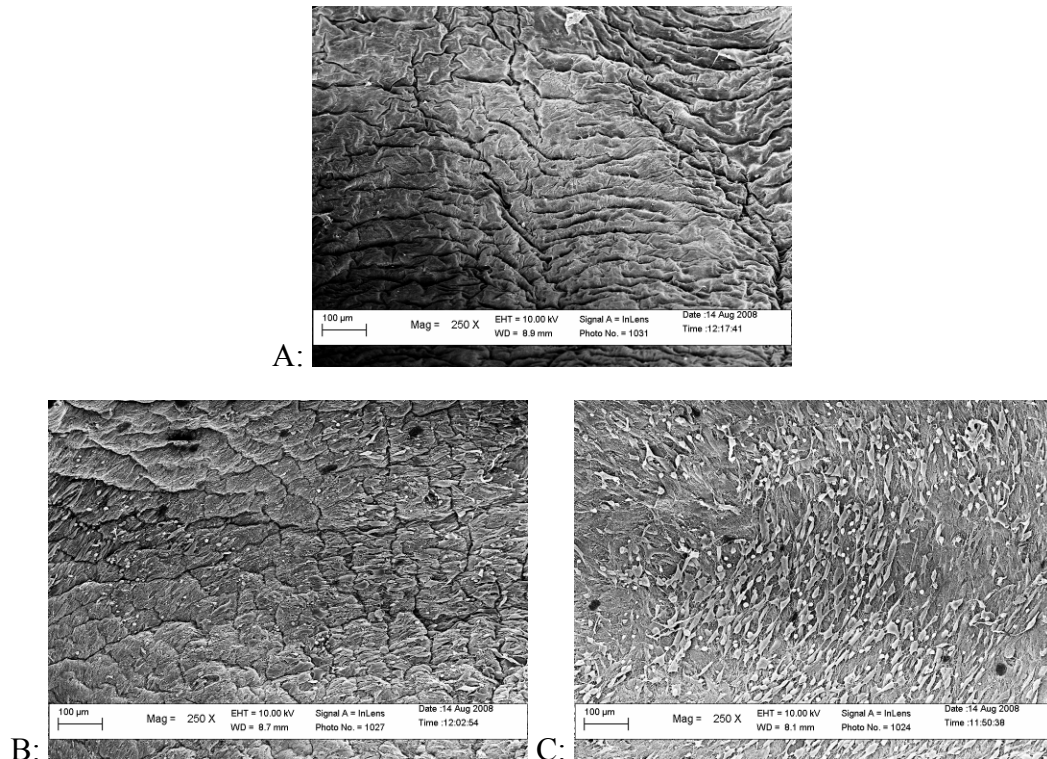 100 µm Mag = 250 X EHT = 10.00 kV Signal A = InLens Date :14 Aug 2008
WD = 8.9 mm Photo No. = 1031 Time :12:17:41
A:
100 µm Mag = 250 X EHT = 10.00 kV Signal A = InLens Date :14 Aug 2008
WD = 8.7 mm Photo No. = 1027 Time :12:02:54
B:
100 µm Mag = 250 X EHT = 10.00 kV Signal A = InLens Date :14 Aug 2008
WD = 8.1 mm Photo No. = 1024 Time :11:50:38
C: